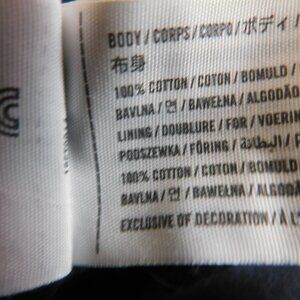 BODY / CORPS / CORPO / ボディ /
布身
100% COTTON / COTON / BOMULD /
BAVLNA / 면 / BAWEŁNA / ALGODÃO
LINING / DOUBLURE / FOR / VOERIN
PODSZEWKA / FÖRING / البطانة /
100% COTTON / COTON / BOMULD
BAVLNA / 면 / BAWEŁNA / ALGODÃ
EXCLUSIVE OF DECORATION / À L'